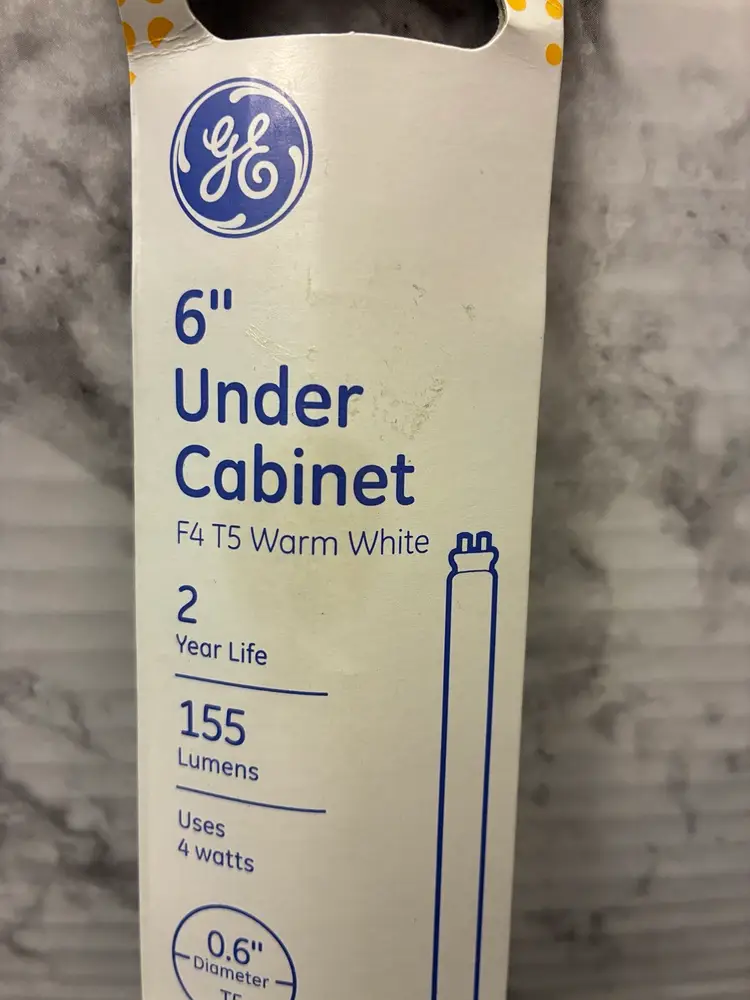 GE
6"
Under
Cabinet
F4 T5 Warm White
2
Year Life
155
Lumens
Uses
4 watts
0.6"
Diameter
T5